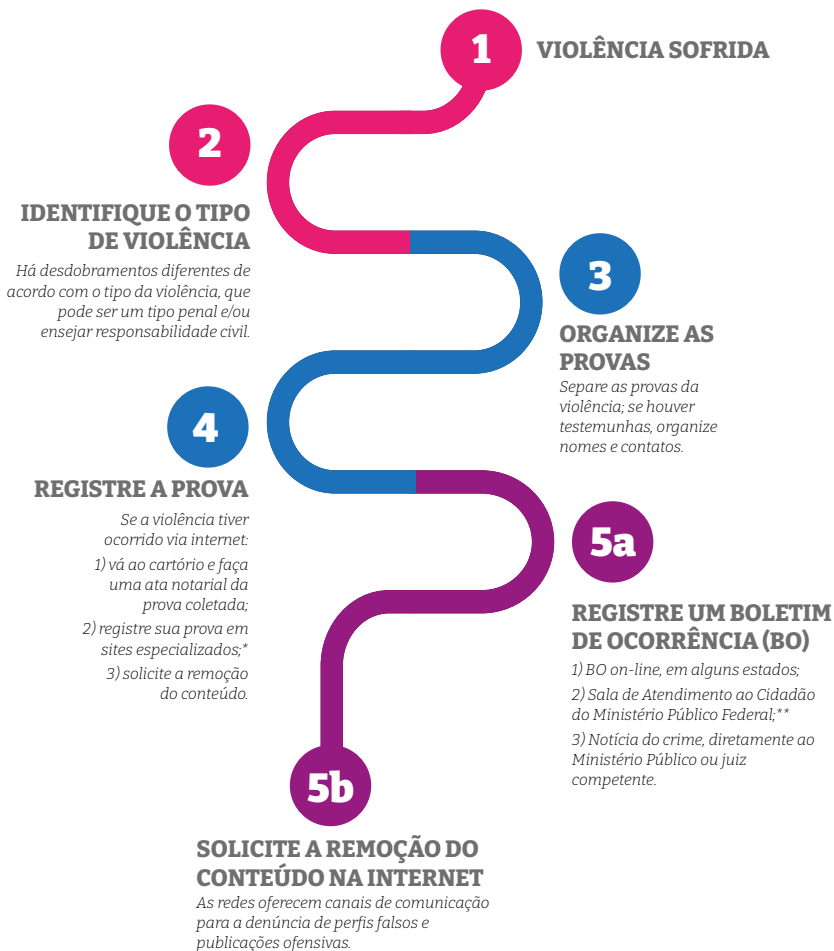 1
VIOLÊNCIA SOFRIDA
2
IDENTIFIQUE O TIPO
DE VIOLÊNCIA
Há desdobramentos diferentes de
acordo com o tipo da violência, que
pode ser um tipo penal e/ou
ensejar responsabilidade civil.
3
ORGANIZE AS
PROVAS
Separe as provas da
violência; se houver
testemunhas, organize
nomes e contatos.
4
REGISTRE A PROVA
Se a violência tiver
ocorrido via internet:
1) vá ao cartório e faça
uma ata notarial da
prova coletada;
2) registre sua prova em
sites especializados;*
3) solicite a remoção
do conteúdo.
5a
REGISTRE UM BOLETIM
DE OCORRÊNCIA (BO)
1) BO on-line, em alguns estados;
2) Sala de Atendimento ao Cidadão
do Ministério Público Federal;**
3) Notícia do crime, diretamente ao
Ministério Público ou juiz
competente.
5b
SOLICITE A REMOÇÃO DO
CONTEÚDO NA INTERNET
As redes oferecem canais de comunicação
para a denúncia de perfis falsos e
publicações ofensivas.